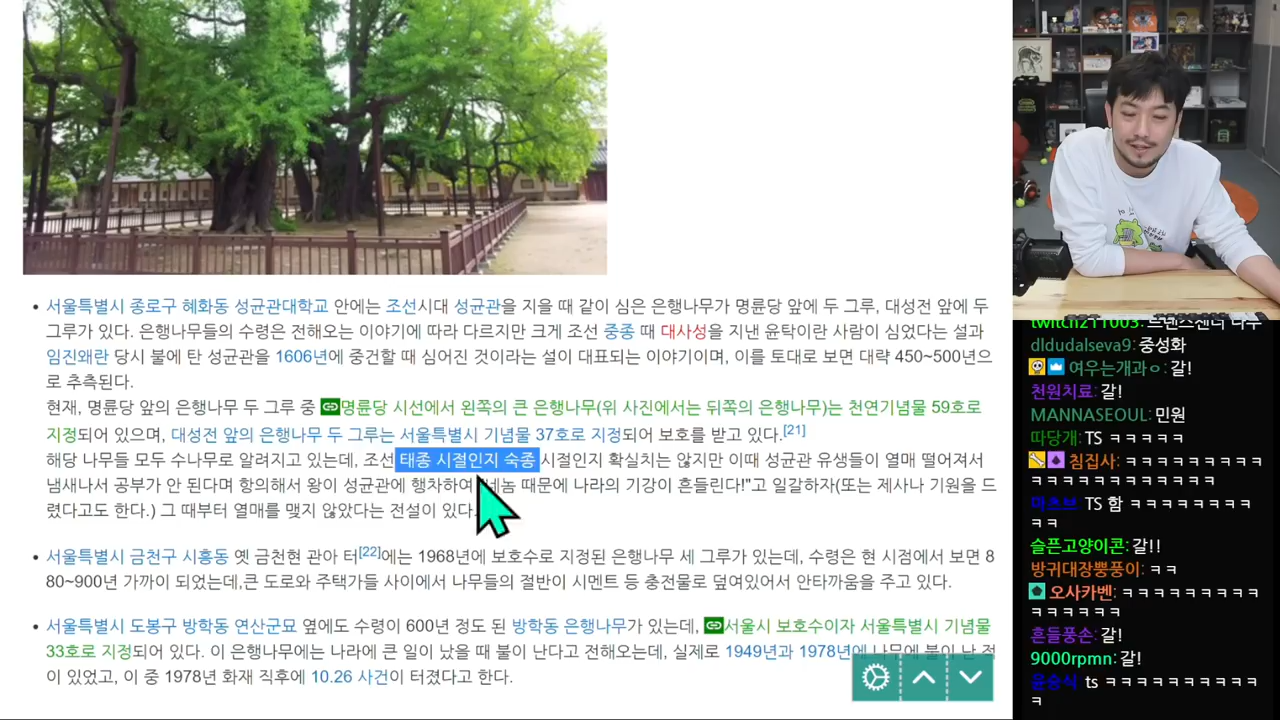 서울특별시 종로구 혜화동 성균관대학교 안에는 조선시대 성균관을 지을 때 같이 심은 은행나무가 명륜당 앞에 두 그루, 대성전 앞에 두
그루가 있다. 은행나무들의 수령은 전해오는 이야기에 따라 다르지만 크게 조선 중종 때 대사성을 지낸 윤탁이란 사람이 심었다는 설과
임진왜란 당시 불에 탄 성균관을 1606년에 중건할 때 심어진 것이라는 설이 대표되는 이야기이며, 이를 토대로 보면 대략 450~500년으
로 추측된다.
현재, 명륜당 앞의 은행나무 두 그루 중 명륜당 시선에서 왼쪽의 큰 은행나무(위 사진에서는 뒤쪽의 은행나무)는 천연기념물 59호로
지정되어 있으며, 대성전 앞의 은행나무 두 그루는 서울특별시 기념물 37호로 지정되어 보호를 받고 있다.[21]
해당 나무들 모두 수나무로 알려지고 있는데, 조선 태종 시절인지 숙종 시절인지 확실치는 않지만 이때 성균관 유생들이 열매 떨어져서
냄새나서 공부가 안 된다며 항의해서 왕이 성균관에 행차하여 네놈 때문에 나라의 기강이 흔들린다!"고 일갈하자(또는 제사나 기원을 드
렸다고도 한다.) 그 때부터 열매를 맺지 않았다는 전설이 있다.
서울특별시 금천구 시흥동 옛 금천현 관아 터[22]에는 1968년에 보호수로 지정된 은행나무 세 그루가 있는데, 수령은 현 시점에서 보면 8
80~900년 가까이 되었는데,큰 도로와 주택가들 사이에서 나무들의 절반이 시멘트 등 충전물로 덮여있어서 안타까움을 주고 있다.
서울특별시 도봉구 방학동 연산군묘 옆에도 수령이 600년 정도 된 방학동 은행나무가 있는데, 서울시 보호수이자 서울특별시 기념물
33호로 지정되어 있다. 이 은행나무에는 나라에 큰 일이 났을 때 불이 난다고 전해오는데, 실제로 1949년과 1978년에 나무에 불이 난 적
이 있었고, 이 중 1978년 화재 직후에 10.26 사건이 터졌다고 한다.
twitch211003:
dldudalseva9: 중성화
여우는개과ㅇ: 갈!
천원치료: 갈!
MANNASEOUL: 민원
따당개: TS ㅋㅋㅋㅋㅋ
침집사: ㅋㅋㅋㅋㅋㅋㅋㅋㅋ
ㅋㅋㅋㅋㅋㅋㅋㅋㅋㅋㅋㅋㅋ
마츠브: TS 함 ㅋㅋㅋㅋㅋㅋㅋ
ㅋㅋ
슬픈고양이콘: 갈!!
방귀대장뿡풍이: ㅋㅋ
오사카벤: ㅋㅋㅋㅋㅋㅋㅋㅋㅋ
ㅋㅋㅋㅋㅋㅋ
흔들풍손: 갈!
9000rpmn: 갈!
윤승식: ts ㅋㅋㅋㅋㅋㅋㅋㅋㅋㅋ
ㅋ